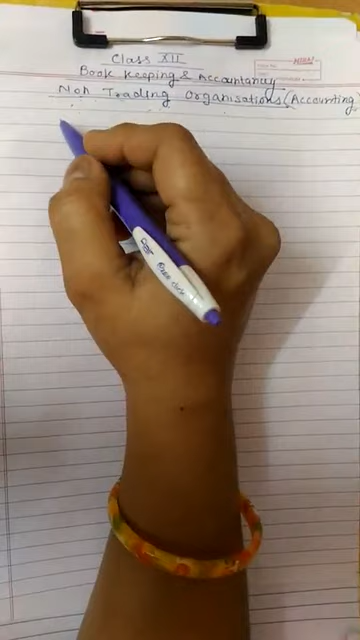 Class XII
Book Keeping & Accountancy
Non Trading Organisations (Accounting)